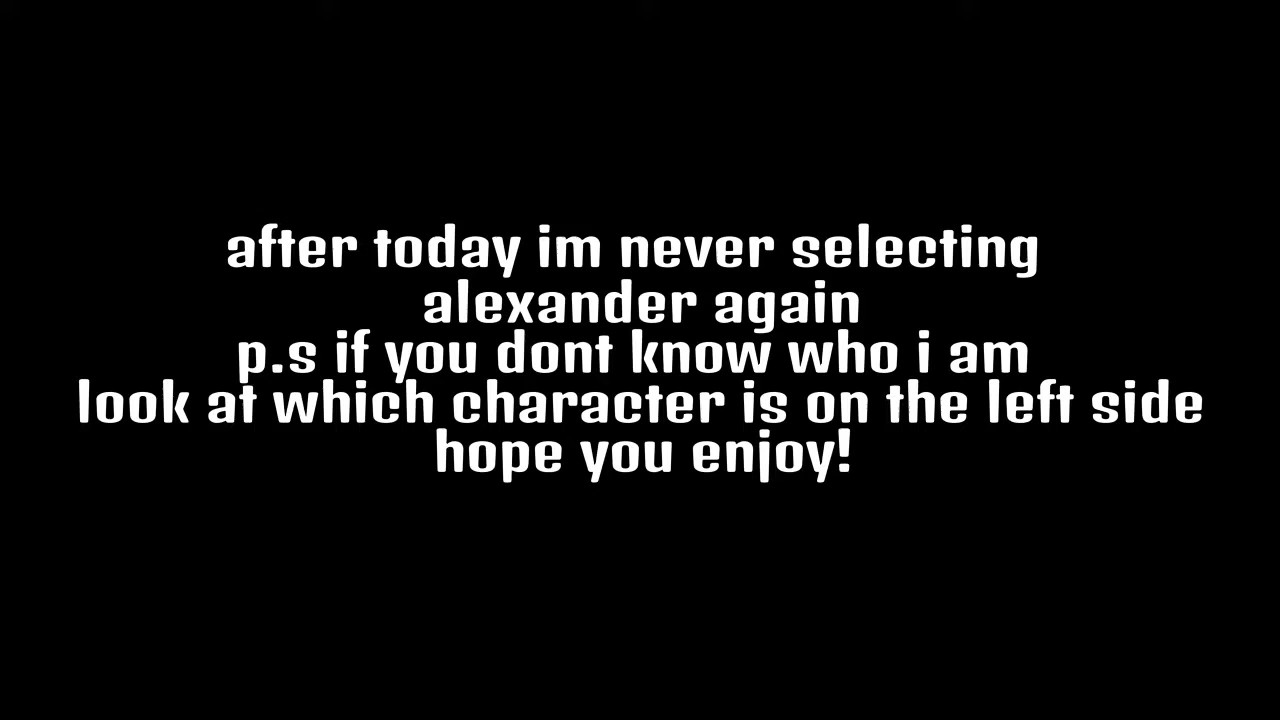 after today im never selecting
alexander again
p.s if you dont know who i am
look at which character is on the left side
hope you enjoy!